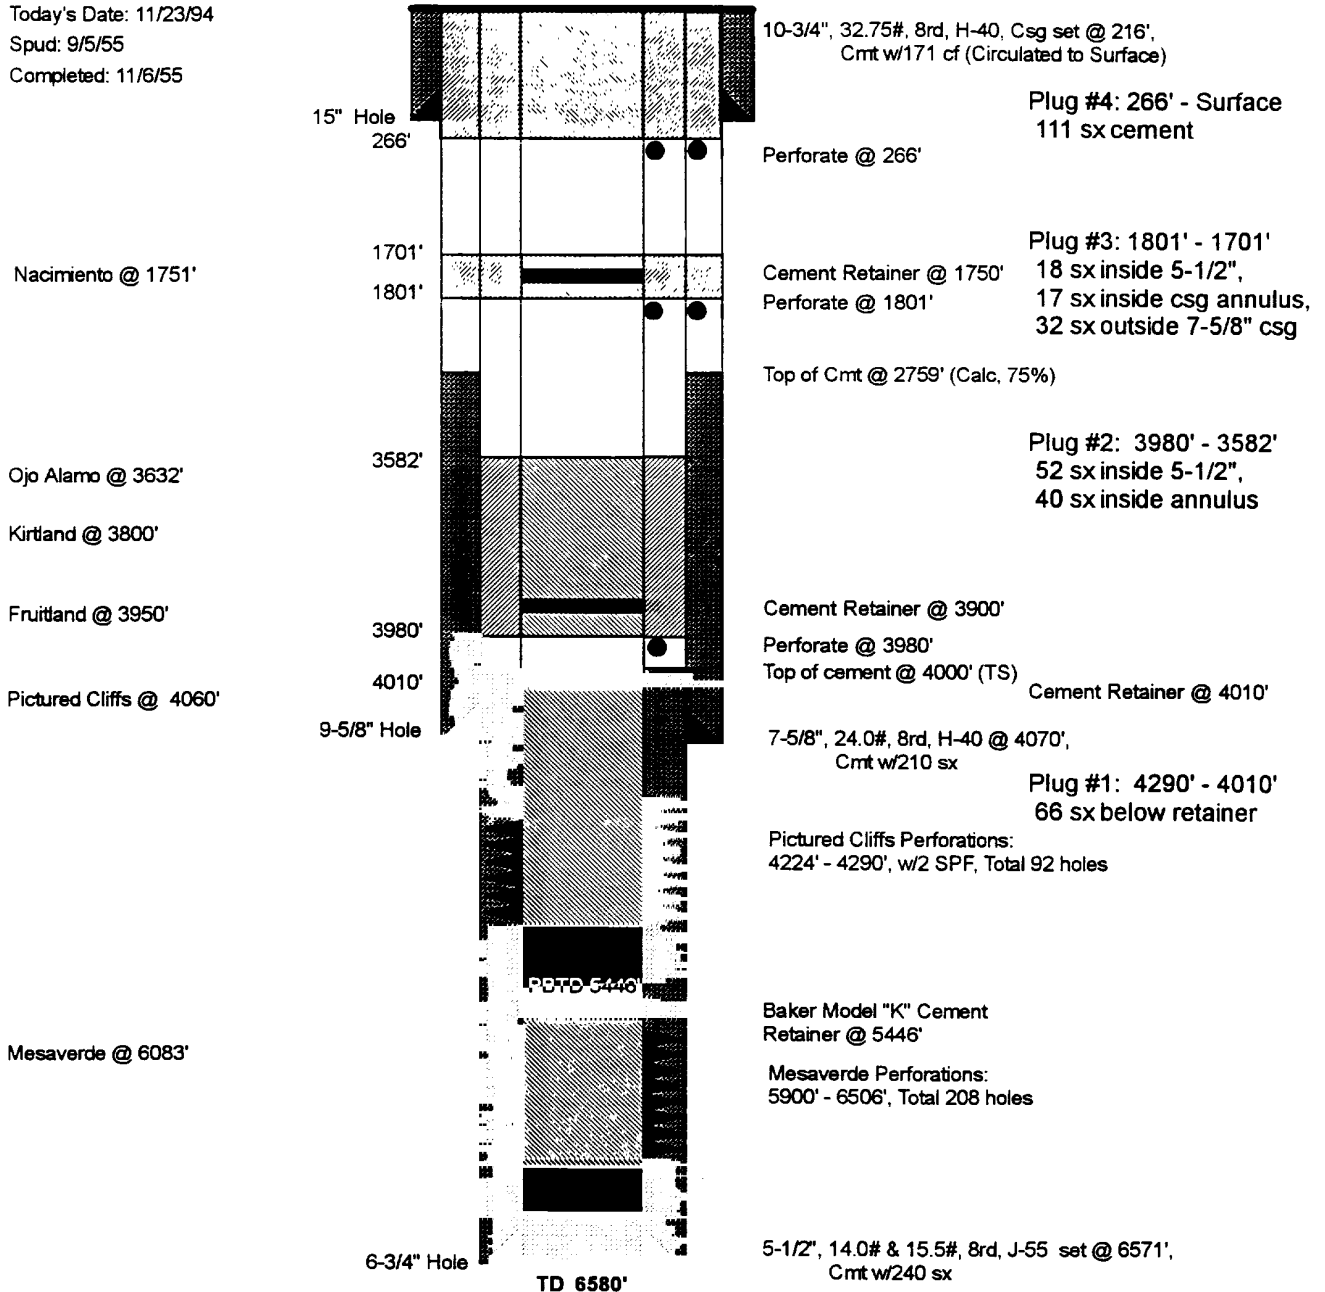 Today's Date: 11/23/94
Spud: 9/5/55
Completed: 11/6/55
10-3/4", 32.75#, 8rd, H-40, Csg set @ 216',
Cmt w/171 cf (Circulated to Surface)
Plug #4: 266' - Surface
111 sx cement
15" Hole
266'
Perforate @ 266'
1701'
Plug #3: 1801' - 1701'
18 sx inside 5-1/2",
17 sx inside csg annulus,
32 sx outside 7-5/8" csg
Nacimiento @ 1751'
Cement Retainer @ 1750'
1801'
Perforate @ 1801'
Top of Cmt @ 2759' (Calc, 75%)
Plug #2: 3980' - 3582'
52 sx inside 5-1/2",
40 sx inside annulus
3582'
Ojo Alamo @ 3632'
Kirtland @ 3800'
Fruitland @ 3950'
Cement Retainer @ 3900'
3980'
Perforate @ 3980'
Top of cement @ 4000' (TS)
4010'
Cement Retainer @ 4010'
Pictured Cliffs @ 4060'
9-5/8" Hole
7-5/8", 24.0#, 8rd, H-40 @ 4070',
Cmt w/210 sx
Plug #1: 4290' - 4010'
66 sx below retainer
Pictured Cliffs Perforations:
4224' - 4290', w/2 SPF, Total 92 holes
PBTD 5446'
Baker Model "K" Cement
Retainer @ 5446'
Mesaverde @ 6083'
Mesaverde Perforations:
5900' - 6506', Total 208 holes
6-3/4" Hole
5-1/2", 14.0# & 15.5#, 8rd, J-55 set @ 6571',
Cmt w/240 sx
TD 6580'